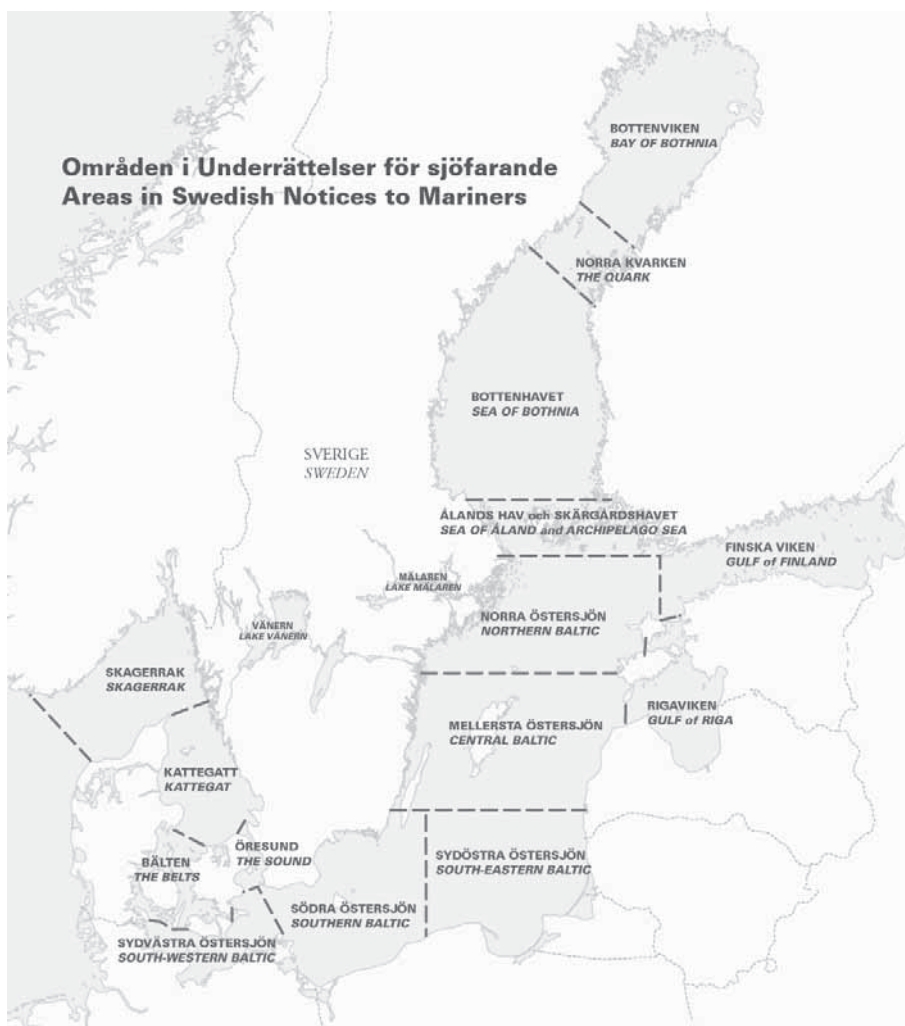 Områden i Underrättelser för sjöfarande
Areas in Swedish Notices to Mariners
BOTTENVIKEN
BAY OF BOTHNIA
NORRA KVARKEN
THE QUARK
BOTTENHAVET
SEA OF BOTHNIA
SVERIGE
SWEDEN
ÅLANDS HAV och SKÄRGÅRDSHAVET
SEA OF ÅLAND and ARCHIPELAGO SEA
FINSKA VIKEN
GULF of FINLAND
MÄLAREN
LAKE MÄLAREN
VÄNERN
LAKE VÄNERN
NORRA ÖSTERSJÖN
NORTHERN BALTIC
SKAGERRAK
SKAGERRAK
RIGAVIKEN
GULF of RIGA
MELLERSTA ÖSTERSJÖN
CENTRAL BALTIC
KATTEGATT
KATTEGAT
ÖRESUND
THE SOUND
BÄLTEN
THE BELTS
SYDÖSTRA ÖSTERSJÖN
SOUTH-EASTERN BALTIC
SÖDRA ÖSTERSJÖN
SOUTHERN BALTIC
SYDVÄSTRA ÖSTERSJÖN
SOUTH-WESTERN BALTIC